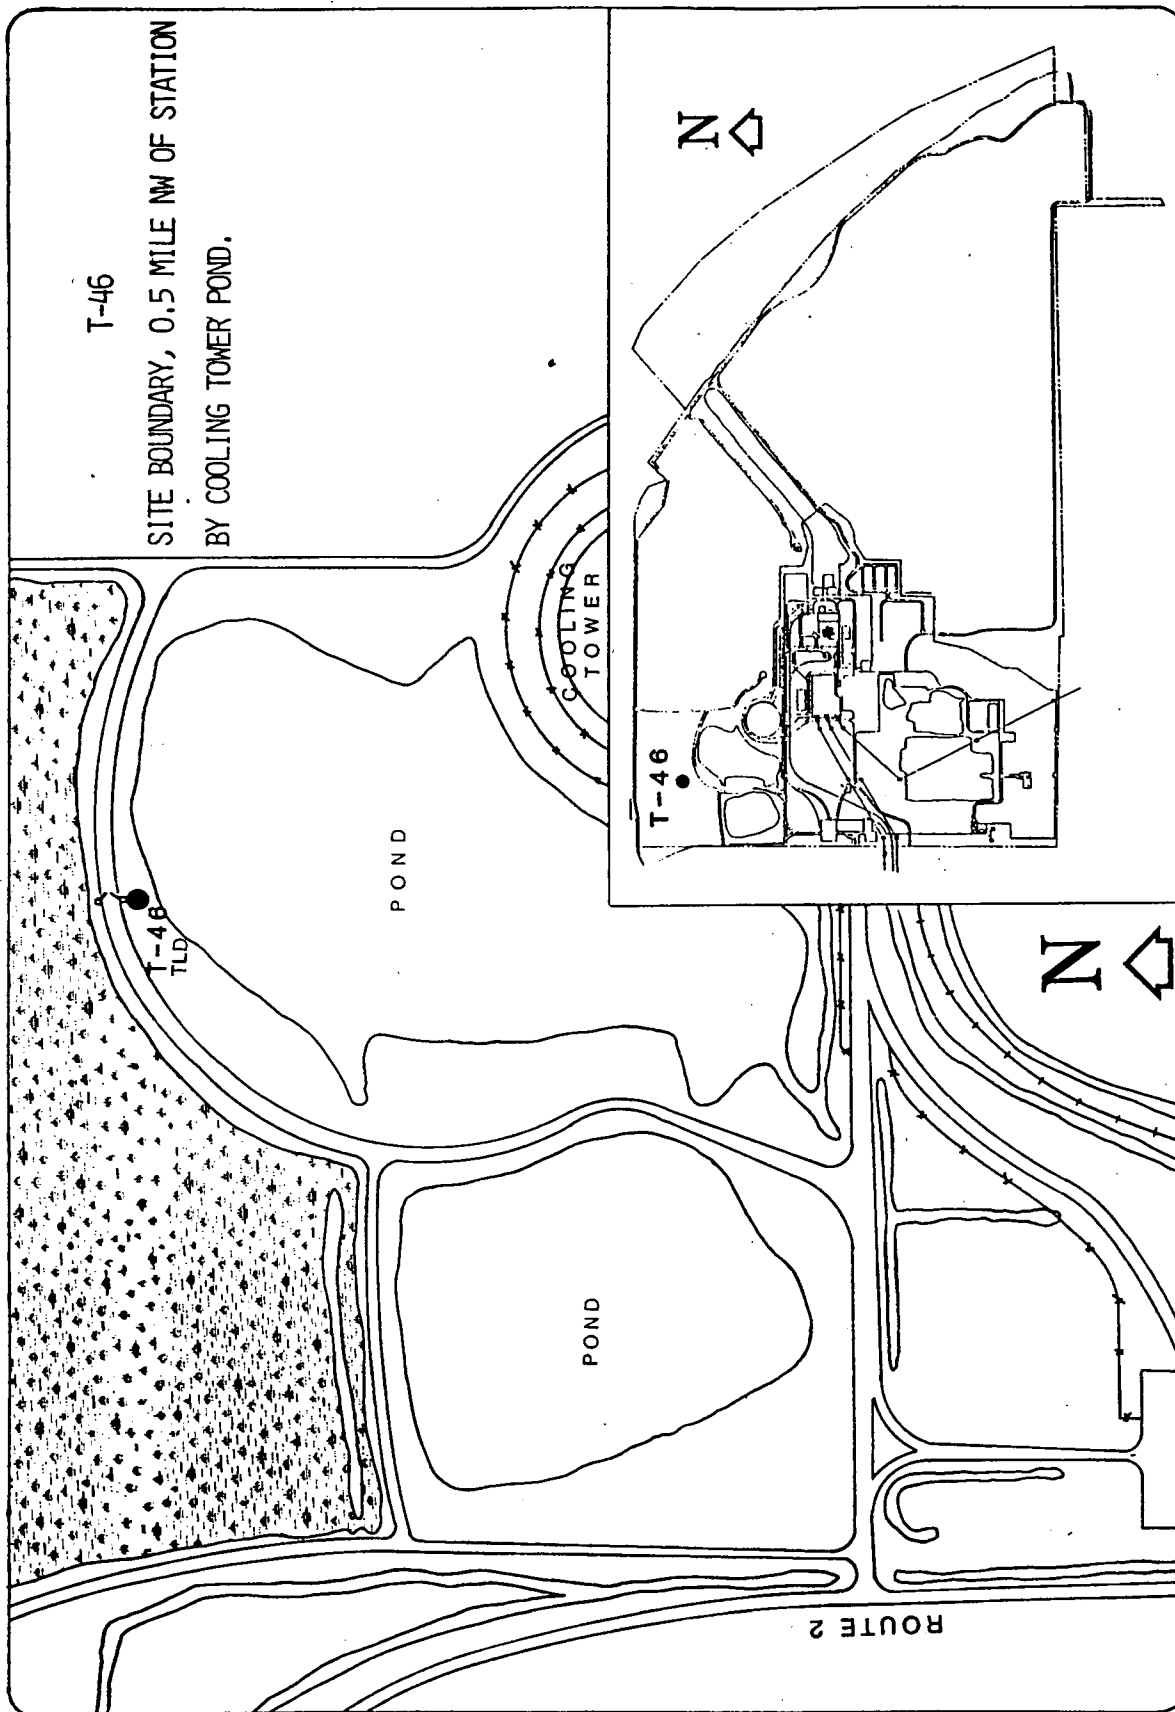 T-46
SITE BOUNDARY, 0.5 MILE NW OF STATION
BY COOLING TOWER POND.
N
T-46
COOLING
TOWER
POND
T-46
TLD
N
POND
ROUTE 2